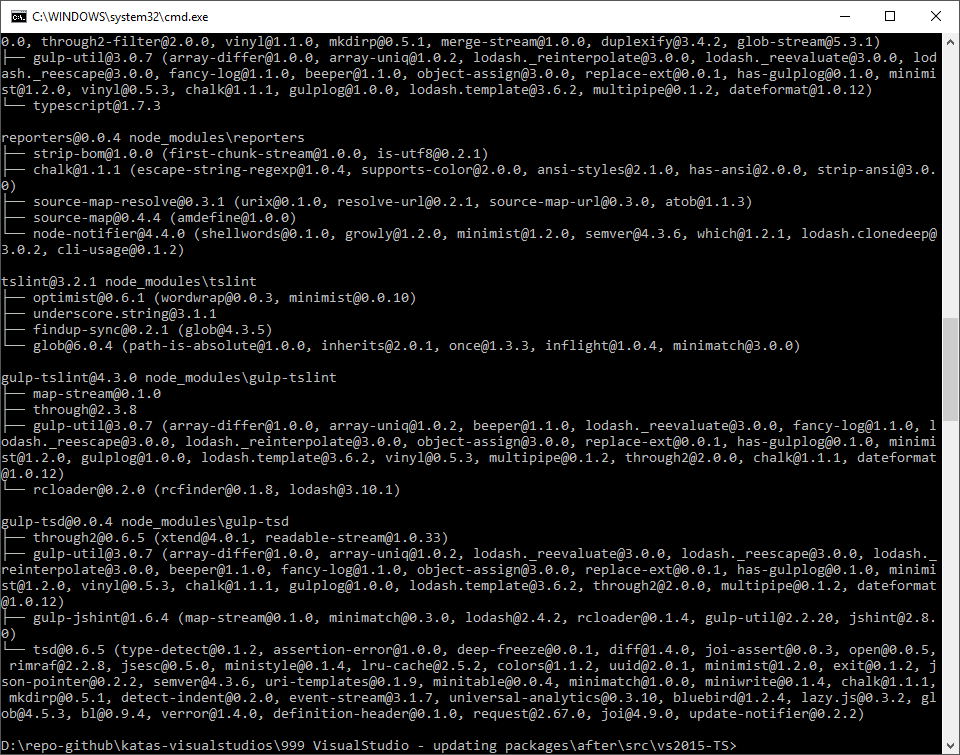 C:\WINDOWS\system32\cmd.exe
0.0, through2-filter@2.0.0, vinyl@1.1.0, mkdirp@0.5.1, merge-stream@1.0.0, duplexify@3.4.2, glob-stream@5.3.1)
├── gulp-util@3.0.7 (array-differ@1.0.0, array-uniq@1.0.2, lodash._reinterpolate@3.0.0, lodash._reevaluate@3.0.0, lod
ash._reescape@3.0.0, fancy-log@1.1.0, beeper@1.1.0, object-assign@3.0.0, replace-ext@0.0.1, has-gulplog@0.1.0, minimi
st@1.2.0, vinyl@0.5.3, chalk@1.1.1, gulplog@1.0.0, lodash.template@3.6.2, multipipe@0.1.2, dateformat@1.0.12)
└── typescript@1.7.3
reporters@0.0.4 node_modules\reporters
├── strip-bom@1.0.0 (first-chunk-stream@1.0.0, is-utf8@0.2.1)
├── chalk@1.1.1 (escape-string-regexp@1.0.4, supports-color@2.0.0, ansi-styles@2.1.0, has-ansi@2.0.0, strip-ansi@3.0.
0)
├── source-map-resolve@0.3.1 (urix@0.1.0, resolve-url@0.2.1, source-map-url@0.3.0, atob@1.1.3)
├── source-map@0.4.4 (amdefine@1.0.0)
└── node-notifier@4.4.0 (shellwords@0.1.0, growly@1.2.0, minimist@1.2.0, semver@4.3.6, which@1.2.1, lodash.clonedeep@
3.0.2, cli-usage@0.1.2)
tslint@3.2.1 node_modules\tslint
├── optimist@0.6.1 (wordwrap@0.0.3, minimist@0.0.10)
├── underscore.string@3.1.1
├── findup-sync@0.2.1 (glob@4.3.5)
└── glob@6.0.4 (path-is-absolute@1.0.0, inherits@2.0.1, once@1.3.3, inflight@1.0.4, minimatch@3.0.0)
gulp-tslint@4.3.0 node_modules\gulp-tslint
├── map-stream@0.1.0
├── through@2.3.8
├── gulp-util@3.0.7 (array-differ@1.0.0, array-uniq@1.0.2, beeper@1.1.0, lodash._reevaluate@3.0.0, fancy-log@1.1.0, l
odash._reescape@3.0.0, lodash._reinterpolate@3.0.0, object-assign@3.0.0, replace-ext@0.0.1, has-gulplog@0.1.0, minimi
st@1.2.0, gulplog@1.0.0, lodash.template@3.6.2, vinyl@0.5.3, multipipe@0.1.2, through2@2.0.0, chalk@1.1.1, dateformat
@1.0.12)
└── rcloader@0.2.0 (rcfinder@0.1.8, lodash@3.10.1)
gulp-tsd@0.0.4 node_modules\gulp-tsd
├── through2@0.6.5 (xtend@4.0.1, readable-stream@1.0.33)
├── gulp-util@3.0.7 (array-differ@1.0.0, array-uniq@1.0.2, lodash._reevaluate@3.0.0, lodash._reescape@3.0.0, lodash._
reinterpolate@3.0.0, beeper@1.1.0, fancy-log@1.1.0, object-assign@3.0.0, replace-ext@0.0.1, has-gulplog@0.1.0, minimi
st@1.2.0, vinyl@0.5.3, chalk@1.1.1, gulplog@1.0.0, lodash.template@3.6.2, through2@2.0.0, multipipe@0.1.2, dateformat
@1.0.12)
├── gulp-jshint@1.6.4 (map-stream@0.1.0, minimatch@0.3.0, lodash@2.4.2, rcloader@0.1.4, gulp-util@2.2.20, jshint@2.8.
0)
└── tsd@0.6.5 (type-detect@0.1.2, assertion-error@1.0.0, deep-freeze@0.0.1, diff@1.4.0, joi-assert@0.0.3, open@0.0.5,
rimraf@2.2.8, jsesc@0.5.0, ministyle@0.1.4, lru-cache@2.5.2, colors@1.1.2, uuid@2.0.1, minimist@1.2.0, exit@0.1.2, j
son-pointer@0.2.2, semver@4.3.6, uri-templates@0.1.9, minitable@0.0.4, minimatch@1.0.0, miniwrite@0.1.4, chalk@1.1.1,
mkdirp@0.5.1, detect-indent@0.2.0, event-stream@3.1.7, universal-analytics@0.3.10, bluebird@1.2.4, lazy.js@0.3.2, gl
ob@4.5.3, bl@0.9.4, verror@1.4.0, definition-header@0.1.0, request@2.67.0, joi@4.9.0, update-notifier@0.2.2)
D:\repo-github\katas-visualstudios\999 VisualStudio - updating packages\after\src\vs2015-TS>